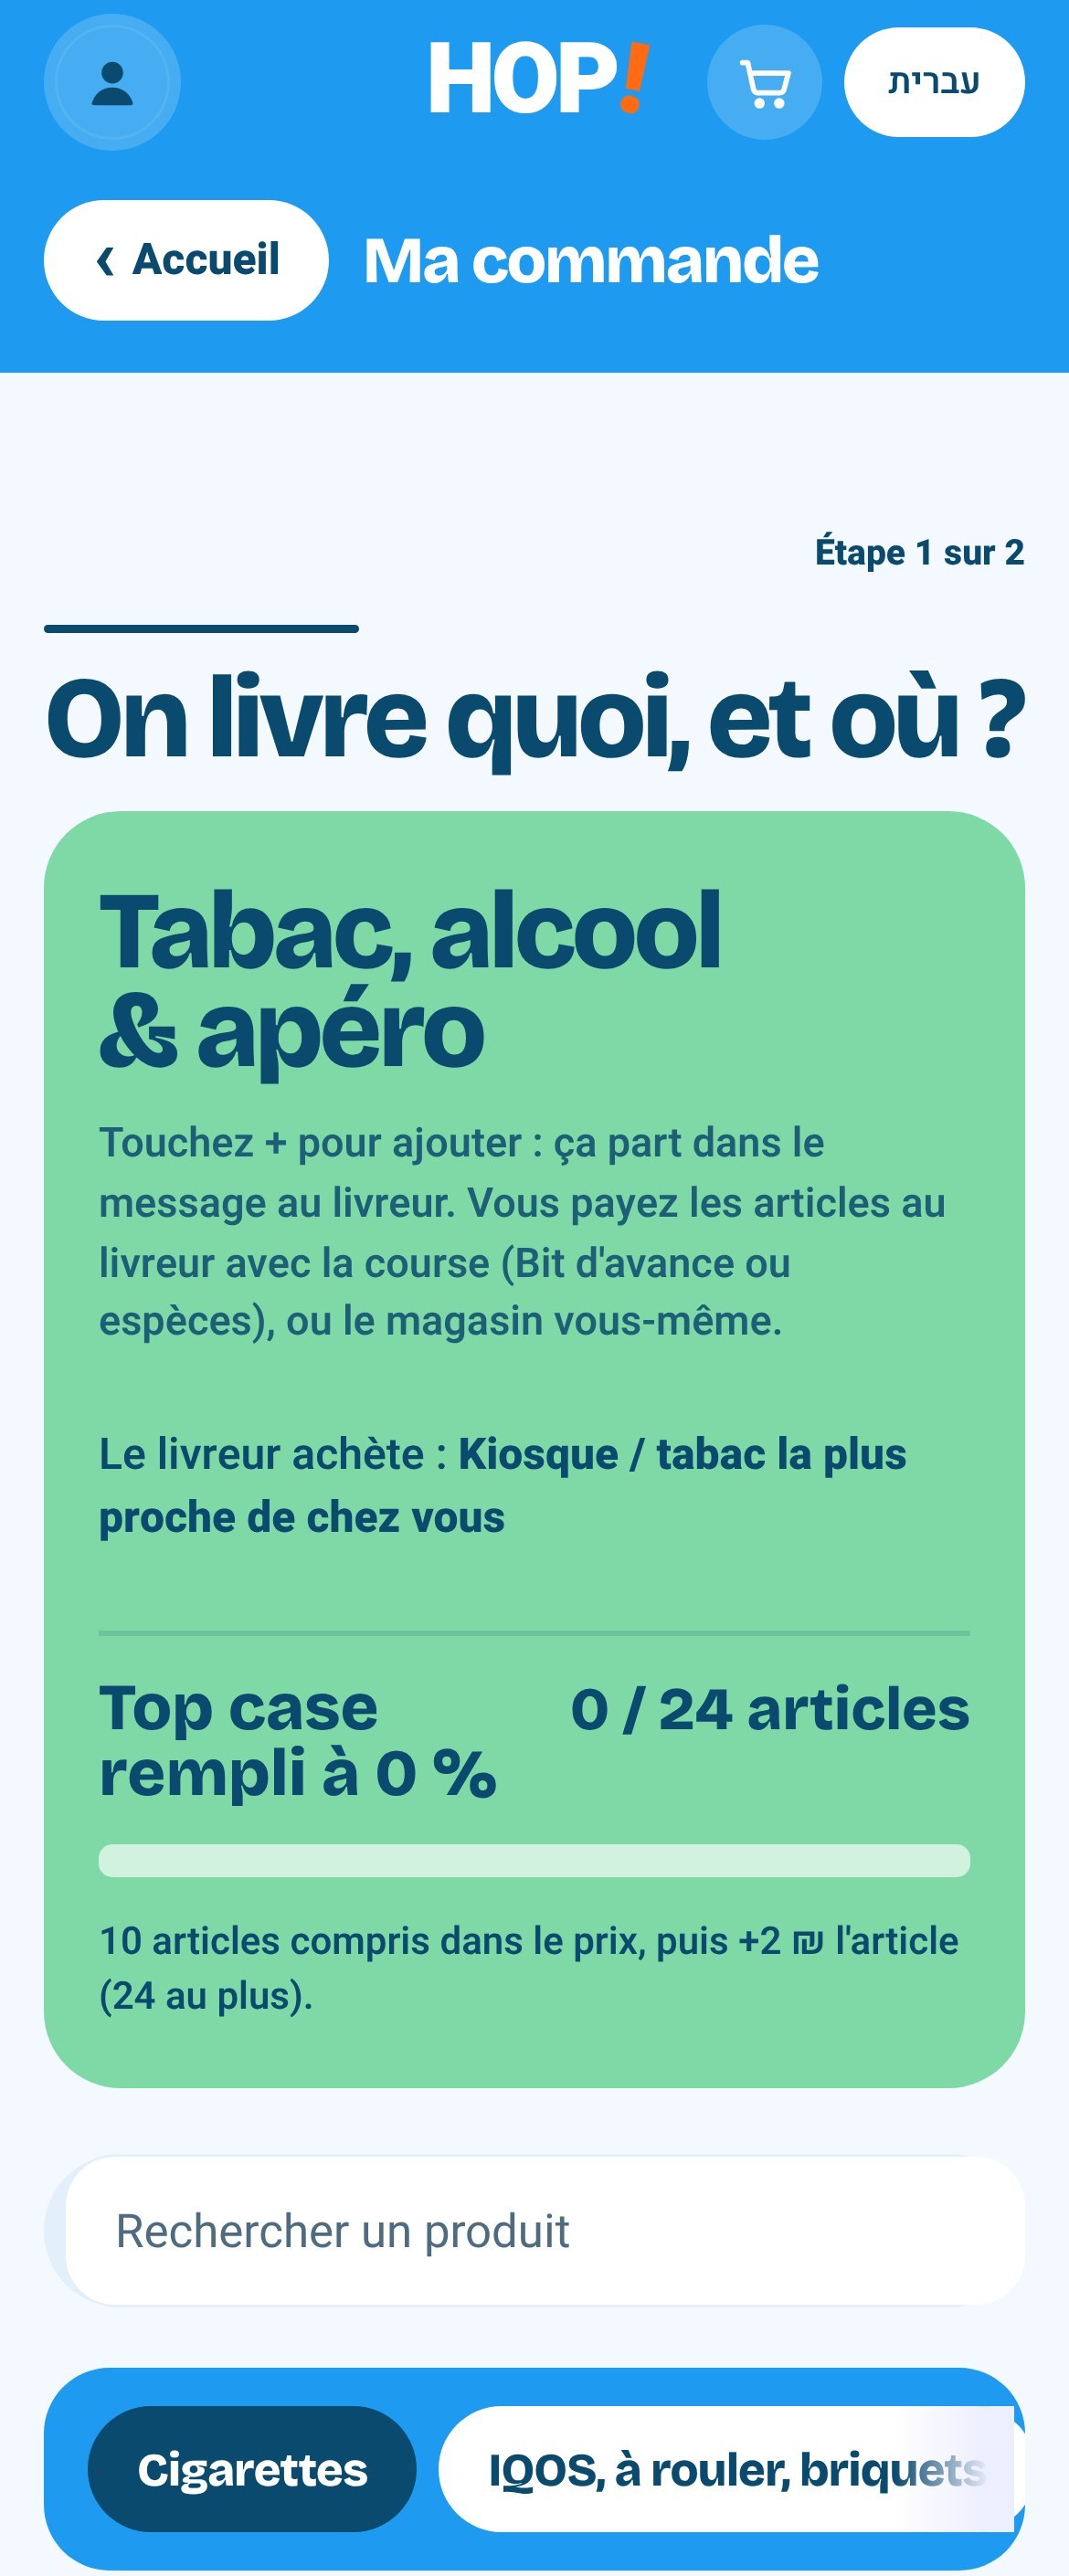 HOP!
עברית
‹ Accueil
Ma commande
Étape 1 sur 2
On livre quoi, et où ?
Tabac, alcool
& apéro
Touchez + pour ajouter : ça part dans le
message au livreur. Vous payez les articles au
livreur avec la course (Bit d'avance ou
espèces), ou le magasin vous-même.
Le livreur achète : Kiosque / tabac la plus
proche de chez vous
Top case
rempli à 0 %
0 / 24 articles
10 articles compris dans le prix, puis +2 ₪ l'article
(24 au plus).
Rechercher un produit
Cigarettes
IQOS, à rouler, briquets